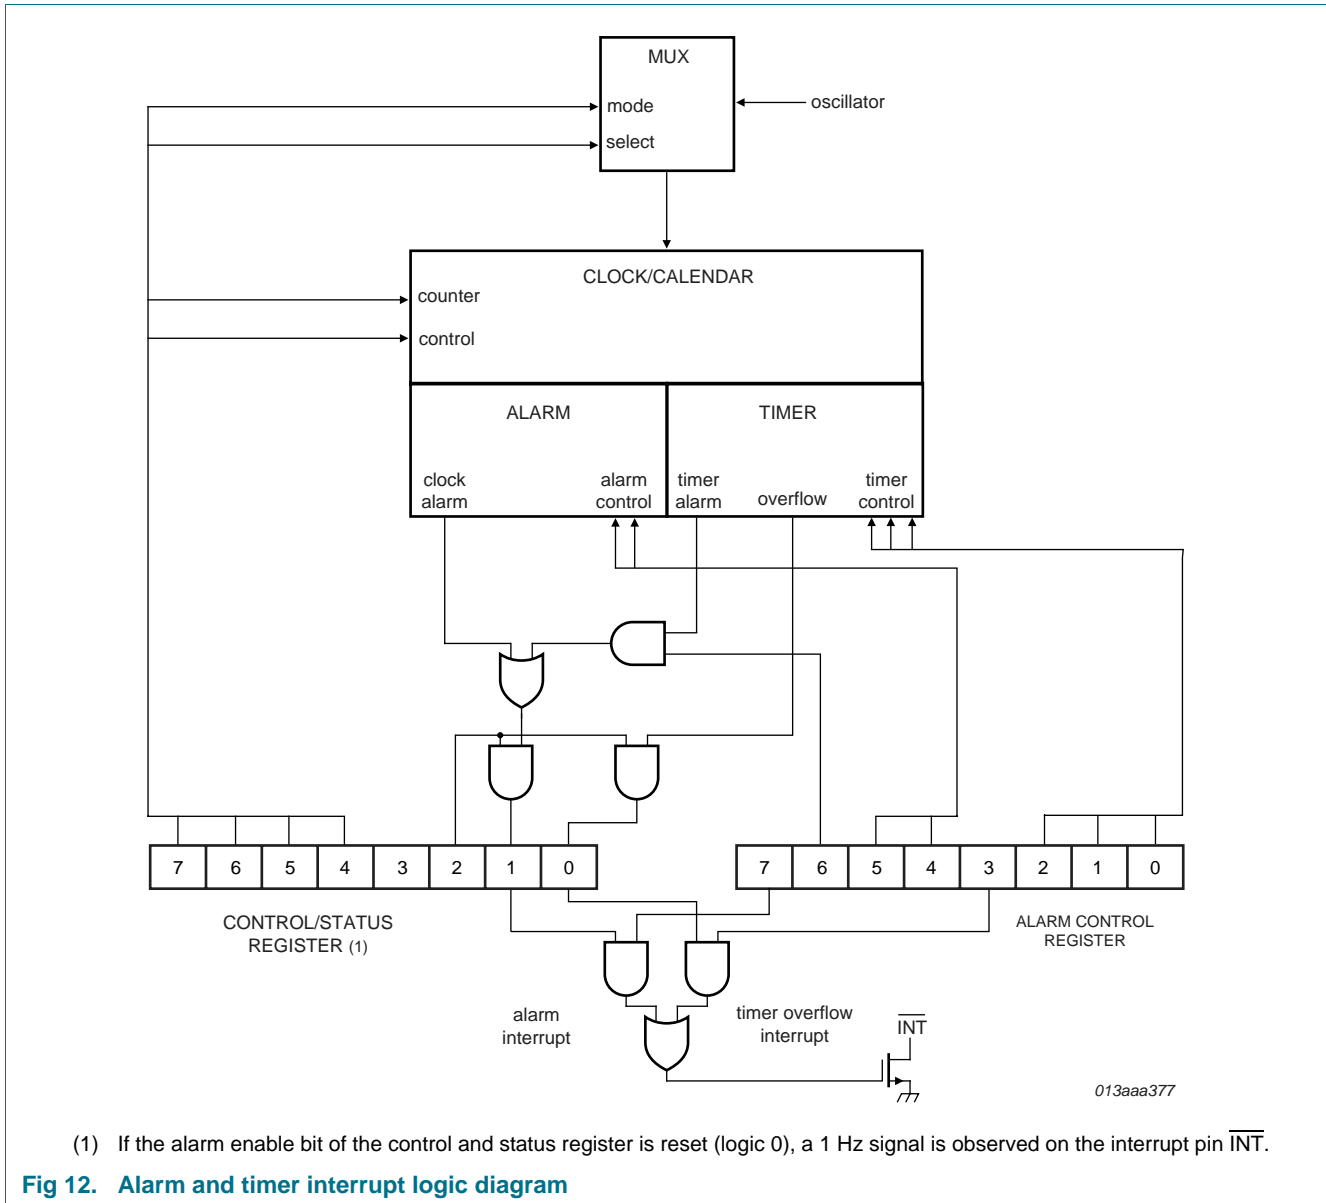 MUX
mode
oscillator
select
CLOCK/CALENDAR
counter
control
ALARM
TIMER
clock
alarm
alarm
control
timer
alarm
overflow
timer
control
7 6 5 4 3 2 1 0
7 6 5 4 3 2 1 0
CONTROL/STATUS
REGISTER (1)
ALARM CONTROL
REGISTER
alarm
interrupt
timer overflow
interrupt
INT
013aaa377
(1) If the alarm enable bit of the control and status register is reset (logic 0), a 1 Hz signal is observed on the interrupt pin INT.
Fig 12. Alarm and timer interrupt logic diagram